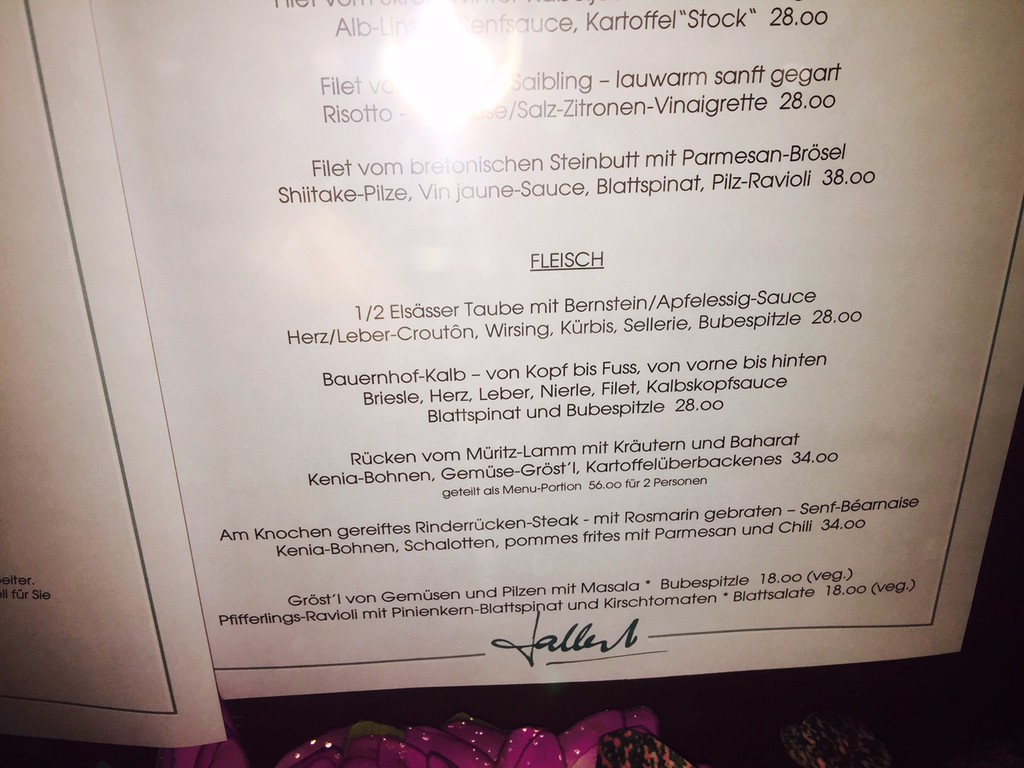 Alb- Senfsauce, Kartoffel"Stock" 28.00
Filet Saibling – lauwarm sanft gegart
Risotto - /Salz-Zitronen-Vinaigrette 28.00
Filet vom bretonischen Steinbutt mit Parmesan-Brösel
Shiitake-Pilze, Vin jaune-Sauce, Blattspinat, Pilz-Ravioli 38.00
FLEISCH
1/2 Elsässer Taube mit Bernstein/Apfelessig-Sauce
Herz/Leber-Croutôn, Wirsing, Kürbis, Sellerie, Bubespitzle 28.00
Bauernhof-Kalb – von Kopf bis Fuss, von vorne bis hinten
Briesle, Herz, Leber, Nierle, Filet, Kalbskopfsauce
Blattspinat und Bubespitzle 28.00
Rücken vom Müritz-Lamm mit Kräutern und Baharat
Kenia-Bohnen, Gemüse-Gröst'l, Kartoffelüberbackenes 34.00
geteilt als Menu-Portion 56.00 für 2 Personen
Am Knochen gereiftes Rinderrücken-Steak - mit Rosmarin gebraten – Senf-Béarnaise
Kenia-Bohnen, Schalotten, pommes frites mit Parmesan und Chili 34.00
Gröst'l von Gemüsen und Pilzen mit Masala * Bubespitzle 18.00 (veg.)
Pfifferlings-Ravioli mit Pinienkern-Blattspinat und Kirschtomaten * Blattsalate 18.00 (veg.)
für Sie